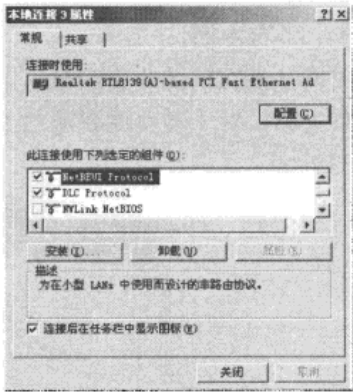 本地连接 3 属性
常规 共享
连接时使用:
Realtek RTL8139(A)-based PCI Fast Ethernet Ad
配置(C)
此连接使用下列选定的组件(O):
NetBEUI Protocol
DLC Protocol
NWLink NetBIOS
安装(I)... 卸载(U) 属性(R)
描述
为在小型 LANs 中使用而设计的非路由协议。
连接后在任务栏中显示图标(W)
关闭 取消